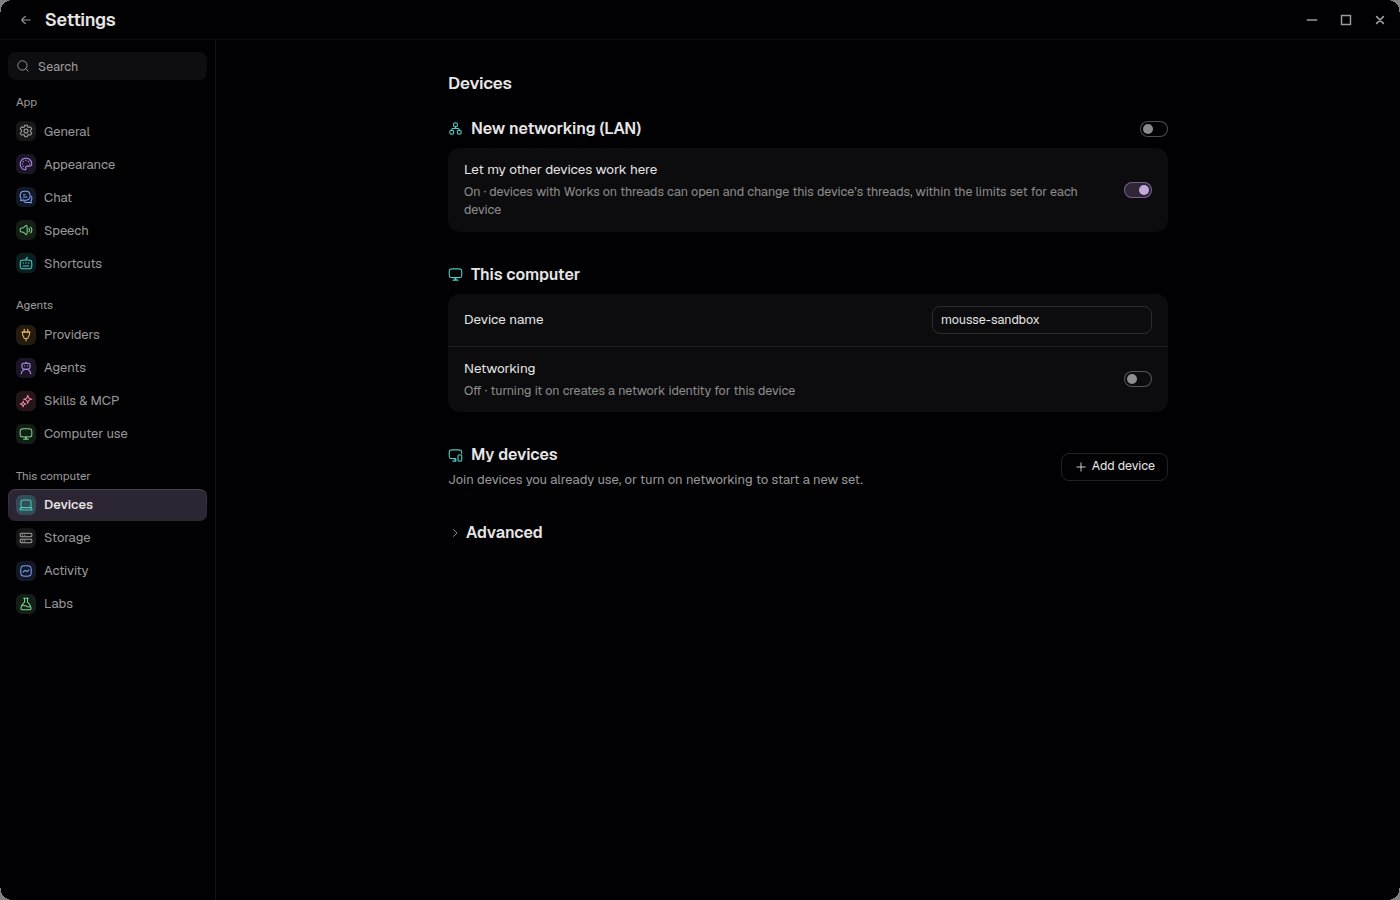 Settings
Search
App
General
Appearance
Chat
Speech
Shortcuts
Agents
Providers
Agents
Skills & MCP
Computer use
This computer
Devices
Storage
Activity
Labs
Devices
New networking (LAN)
Let my other devices work here
On · devices with Works on threads can open and change this device's threads, within the limits set for each
device
This computer
Device name
mousse-sandbox
Networking
Off · turning it on creates a network identity for this device
My devices
Join devices you already use, or turn on networking to start a new set.
Add device
Advanced